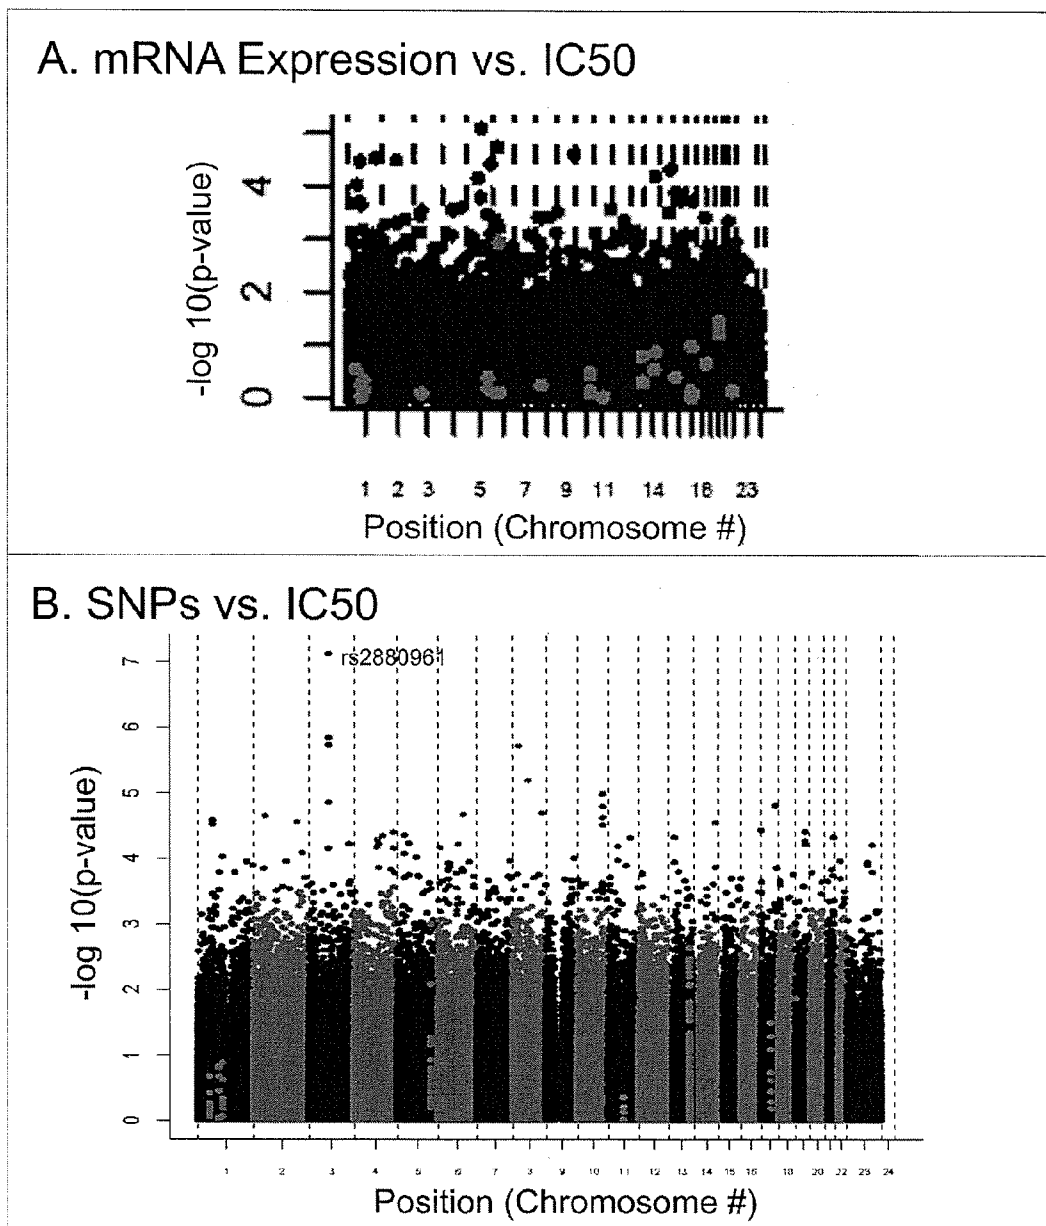 A. mRNA Expression vs. IC50
-log 10(p-value)
4
2
0
1 2 3 5 7 9 11 14 18 23
Position (Chromosome #)
B. SNPs vs. IC50
rs2880961
-log 10(p-value)
7
6
5
4
3
2
1
0
1 2 3 4 5 6 7 8 9 10 11 12 13 14 15 16 18 20 22 23 24
Position (Chromosome #)